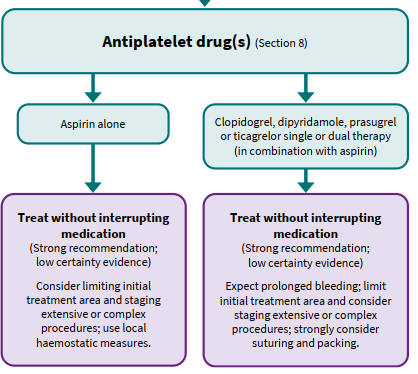 Antiplatelet drug(s) (Section 8)
Aspirin alone
Clopidogrel, dipyridamole, prasugrel
or ticagrelor single or dual therapy
(in combination with aspirin)
Treat without interrupting
medication
(Strong recommendation;
low certainty evidence)
Consider limiting initial
treatment area and staging
extensive or complex
procedures; use local
haemostatic measures.
Treat without interrupting
medication
(Strong recommendation;
low certainty evidence)
Expect prolonged bleeding; limit
initial treatment area and consider
staging extensive or complex
procedures; strongly consider
suturing and packing.